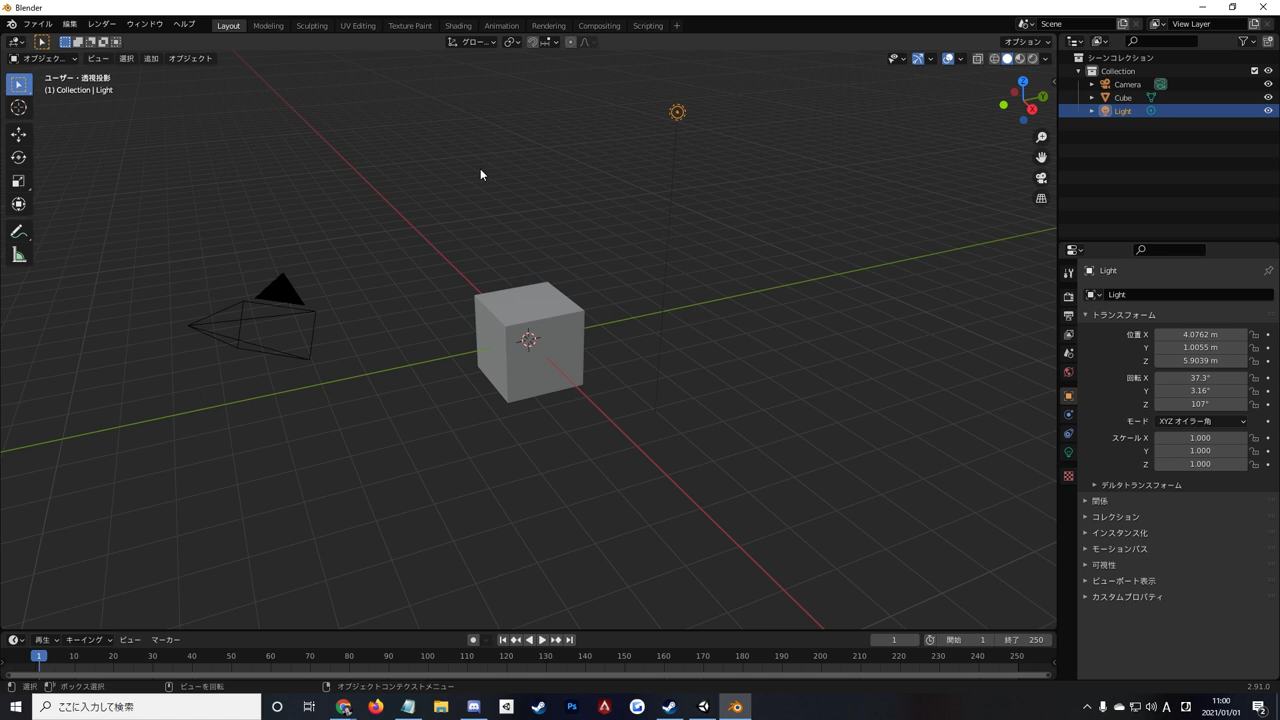 Blender
ファイル 編集 レンダー ウィンドウ ヘルプ Layout Modeling Sculpting UV Editing Texture Paint Shading Animation Rendering Compositing Scripting + Scene View Layer
グロー... オプション
オブジェク... ビュー 選択 追加 オブジェクト
ユーザー・透視投影
(1) Collection | Light
Z
Y
X
シーンコレクション
Collection
Camera
Cube
Light
Light
Light
トランスフォーム
位置 X 4.0762 m
Y 1.0055 m
Z 5.9039 m
回転 X 37.3°
Y 3.16°
Z 107°
モード XYZ オイラー角
スケール X 1.000
Y 1.000
Z 1.000
デルタトランスフォーム
関係
コレクション
インスタンス化
モーションパス
可視性
ビューポート表示
カスタムプロパティ
再生 キーイング ビュー マーカー 1 開始 1 終了 250
1 10 20 30 40 50 60 70 80 90 100 110 120 130 140 150 160 170 180 190 200 210 220 230 240 250
選択 ボックス選択 ビューを回転 オブジェクトコンテクストメニュー 2.91.0
ここに入力して検索 Ps A 11:00
2021/01/01
2